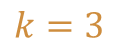 k = 3